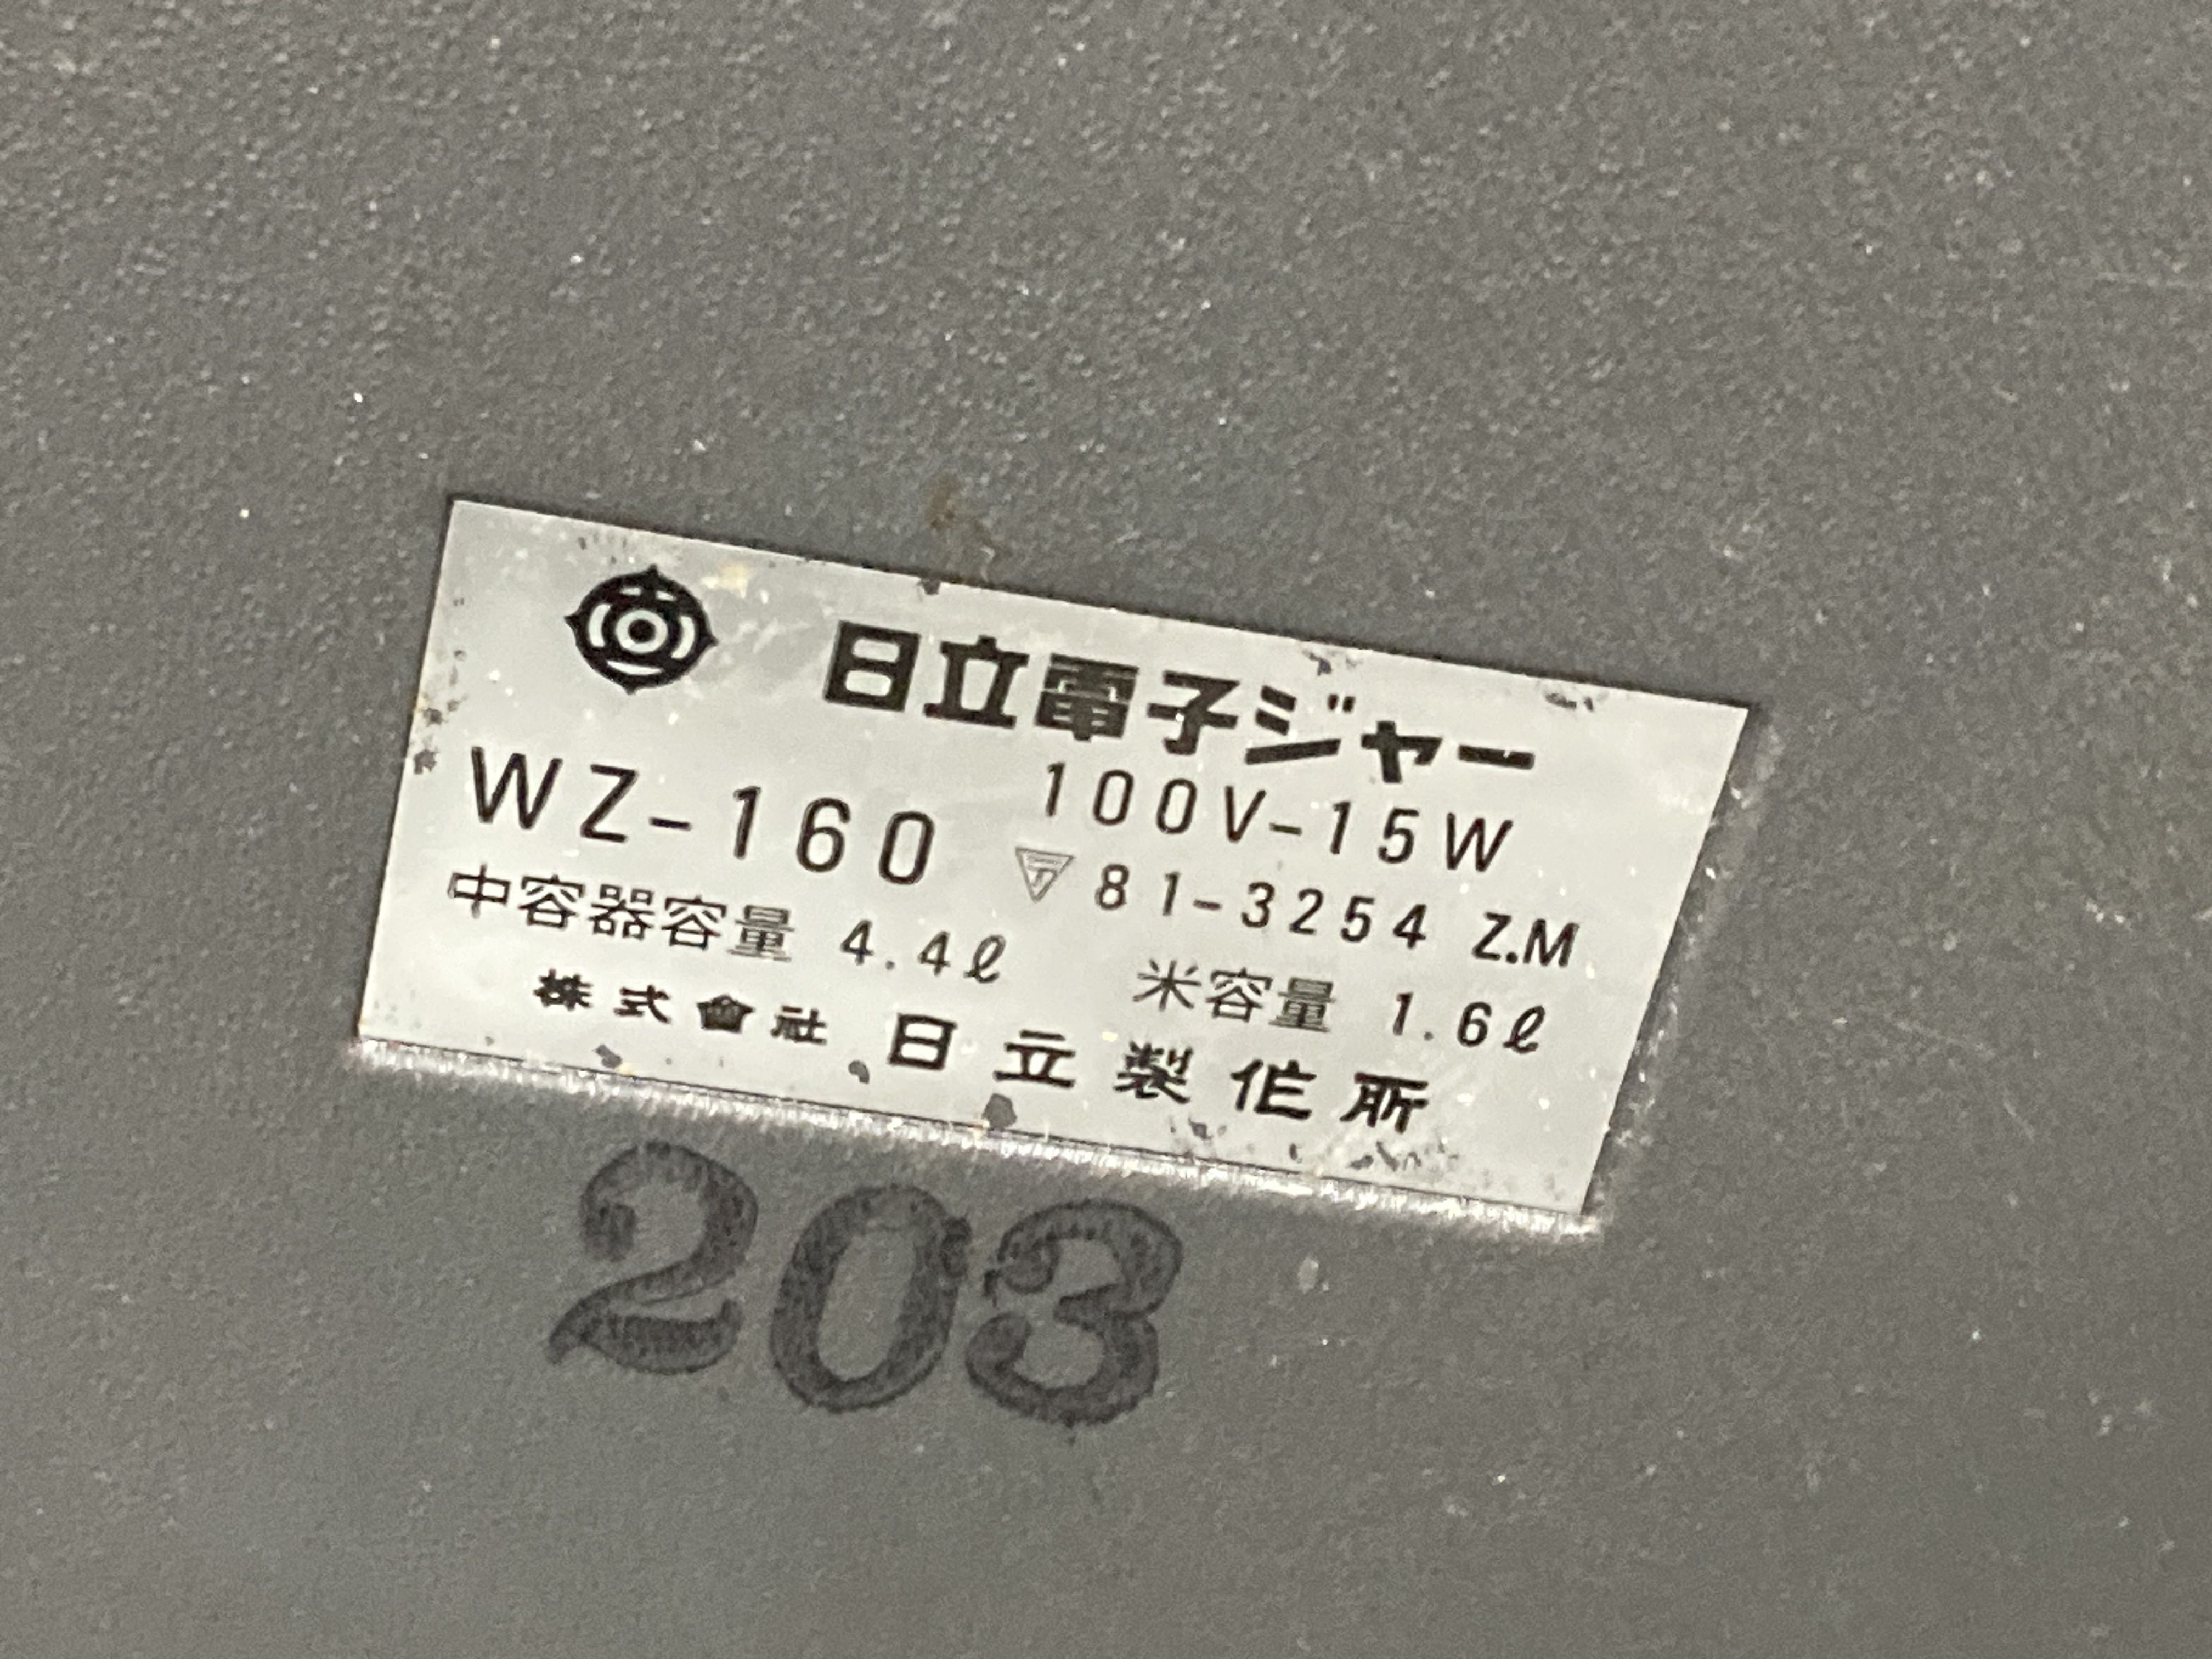 日立電子ジャー
WZ-160 100V-15W
〒 81-3254 Z.M
中容器容量 4.4ℓ 米容量 1.6ℓ
株式會社 日立製作所
203